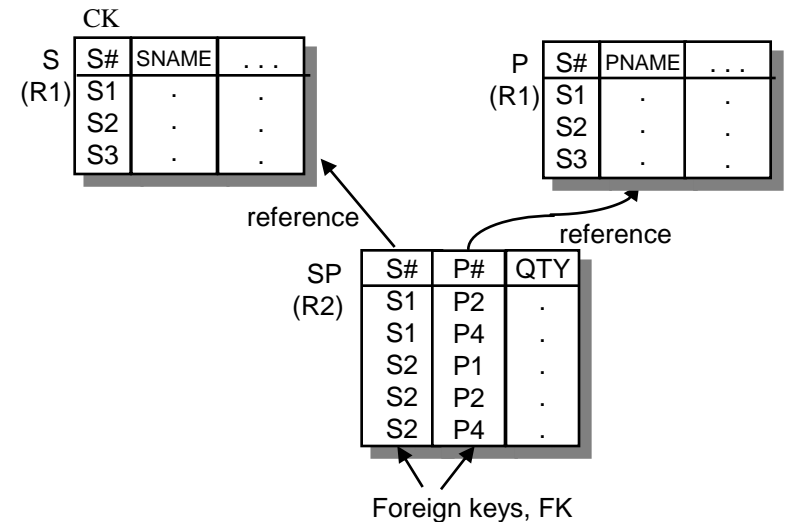 CK
S S# SNAME . . .
(R1) S1 . .
S2 . .
S3 . .
P S# PNAME . . .
(R1) S1 . .
S2 . .
S3 . .
reference
reference
SP S# P# QTY
(R2) S1 P2 .
S1 P4 .
S2 P1 .
S2 P2 .
S2 P4 .
Foreign keys, FK